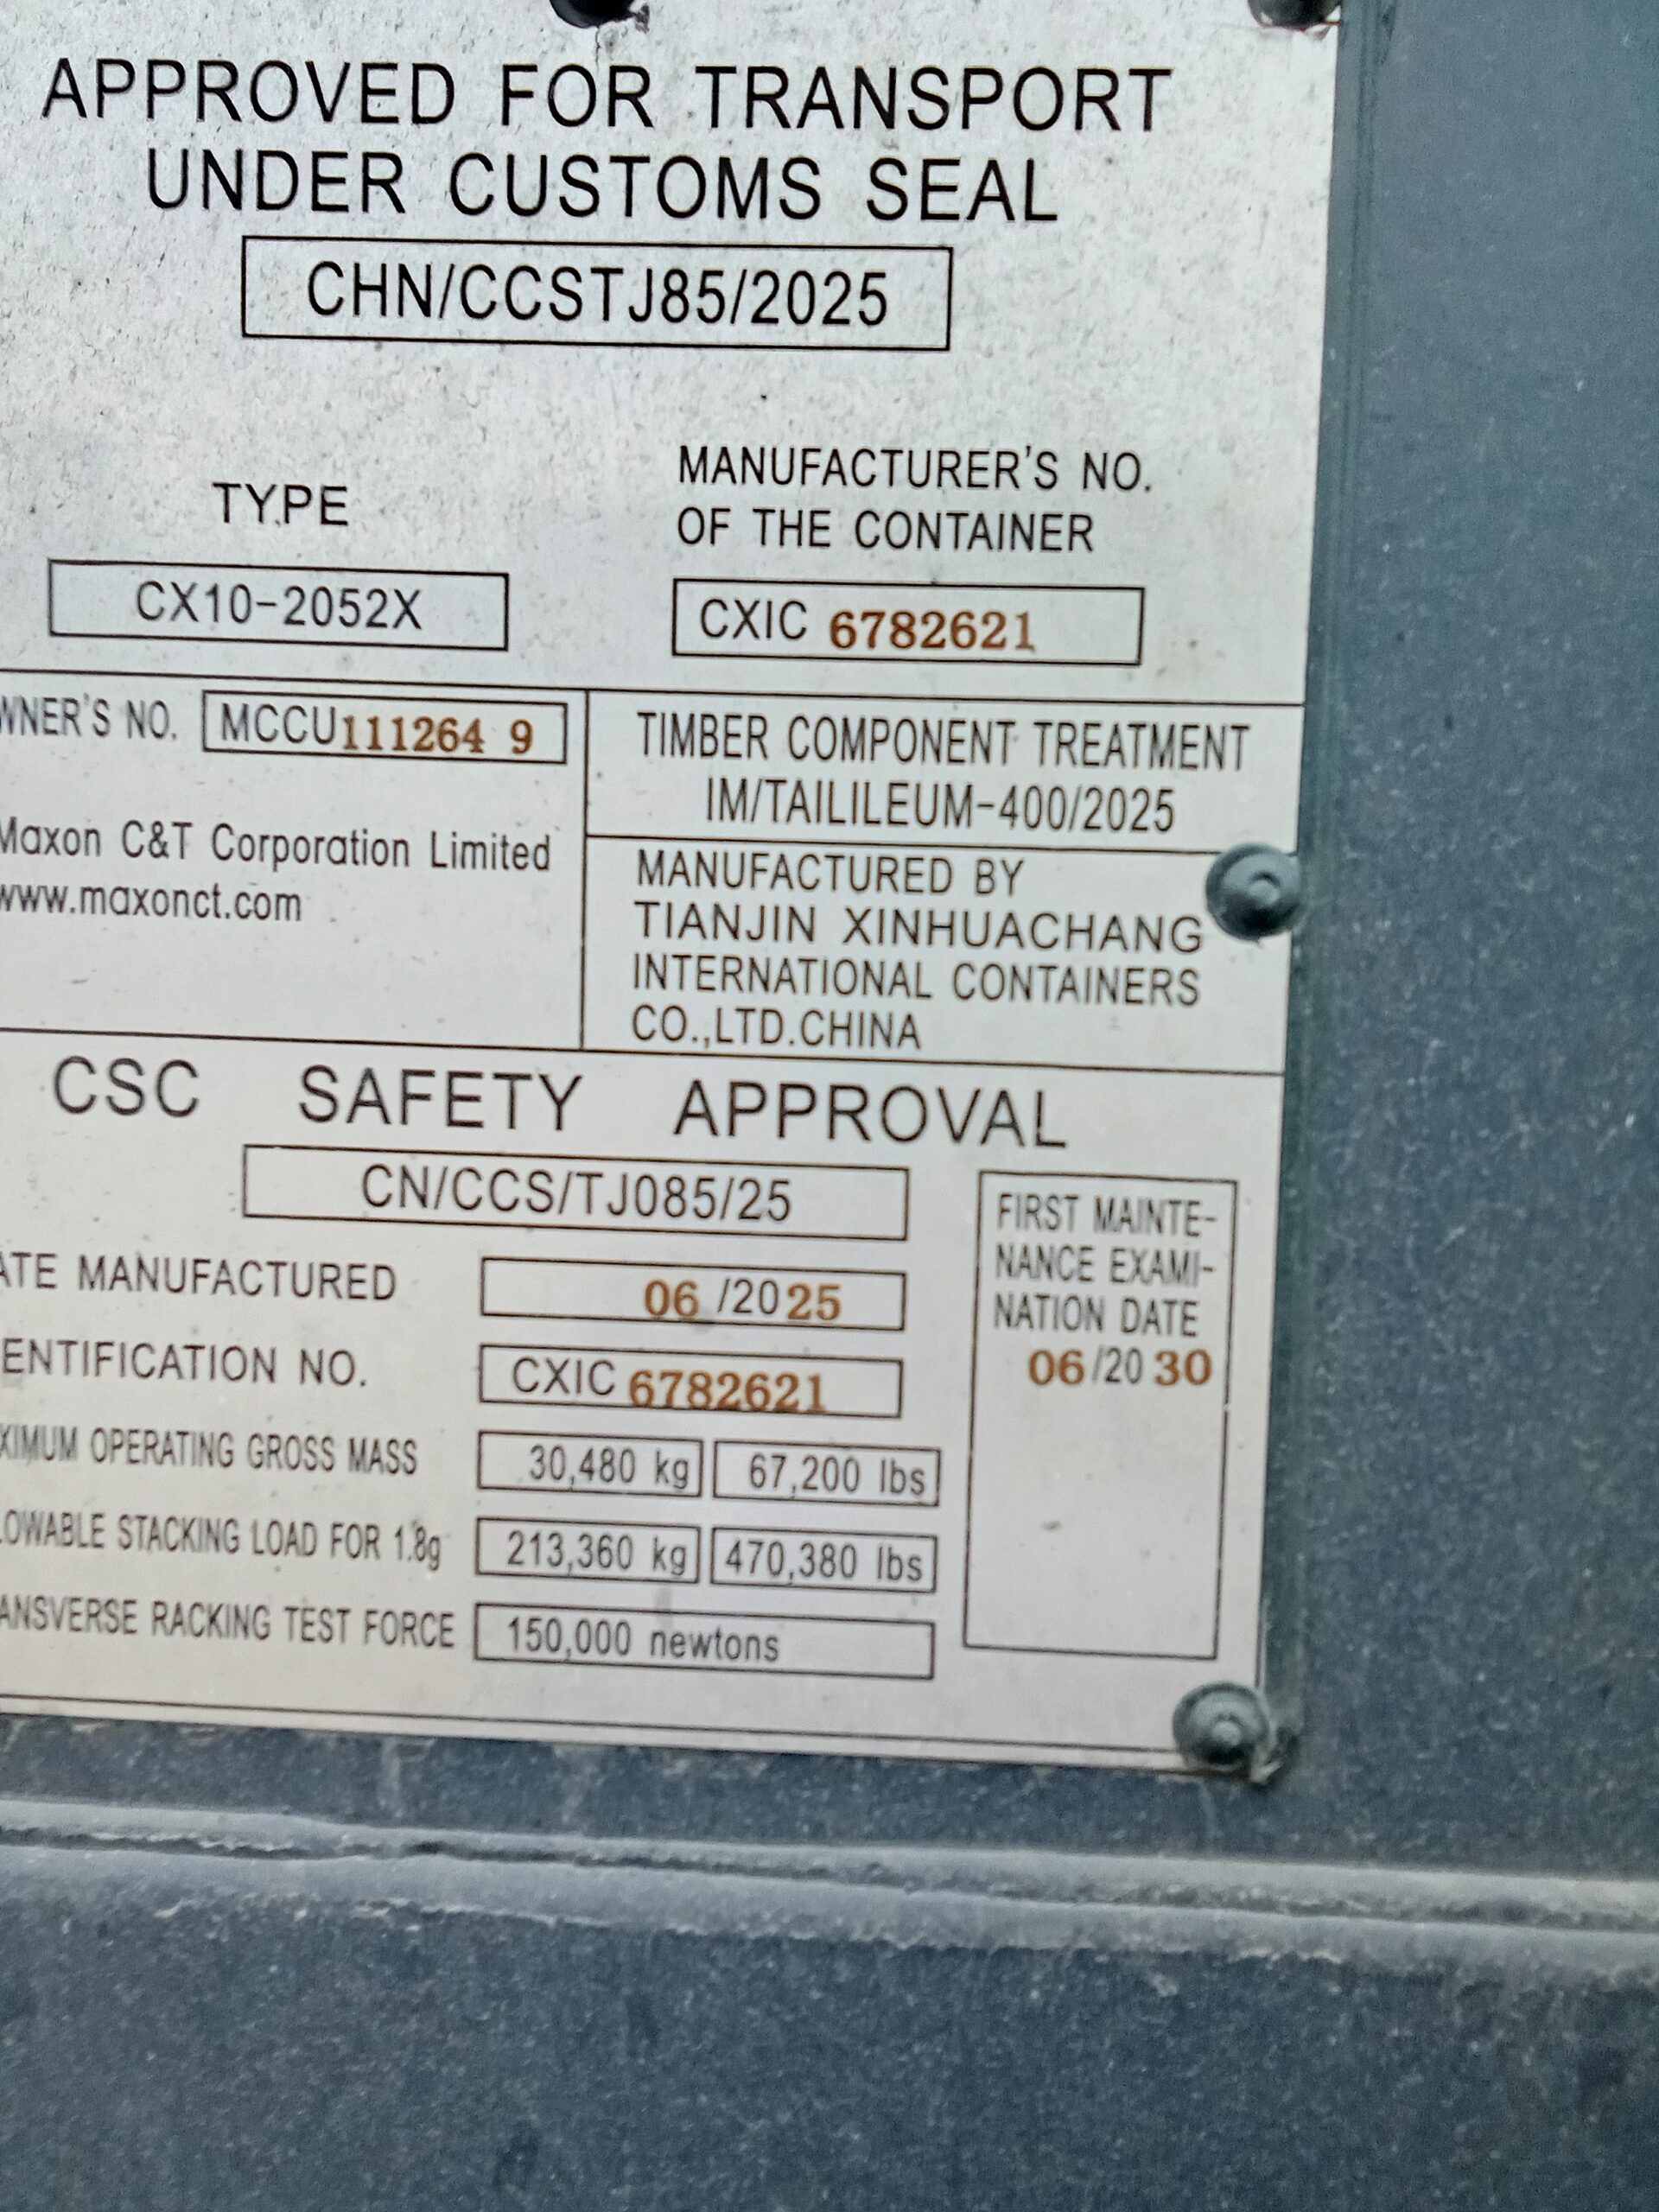 APPROVED FOR TRANSPORT
UNDER CUSTOMS SEAL
CHN/CCSTJ85/2025
TYPE
CX10-2052X
MANUFACTURER'S NO.
OF THE CONTAINER
CXIC 6782621
WNER'S NO. MCCU 111264 9
Maxon C&T Corporation Limited
www.maxonct.com
TIMBER COMPONENT TREATMENT
IM/TAILILEUM-400/2025
MANUFACTURED BY
TIANJIN XINHUACHANG
INTERNATIONAL CONTAINERS
CO.,LTD.CHINA
CSC SAFETY APPROVAL
CN/CCS/TJ085/25
ATE MANUFACTURED 06 /2025
ENTIFICATION NO. CXIC 6782621
XIMUM OPERATING GROSS MASS 30,480 kg 67,200 lbs
LOWABLE STACKING LOAD FOR 1.8g 213,360 kg 470,380 lbs
ANSVERSE RACKING TEST FORCE 150,000 newtons
FIRST MAINTE-
NANCE EXAMI-
NATION DATE
06/20 30